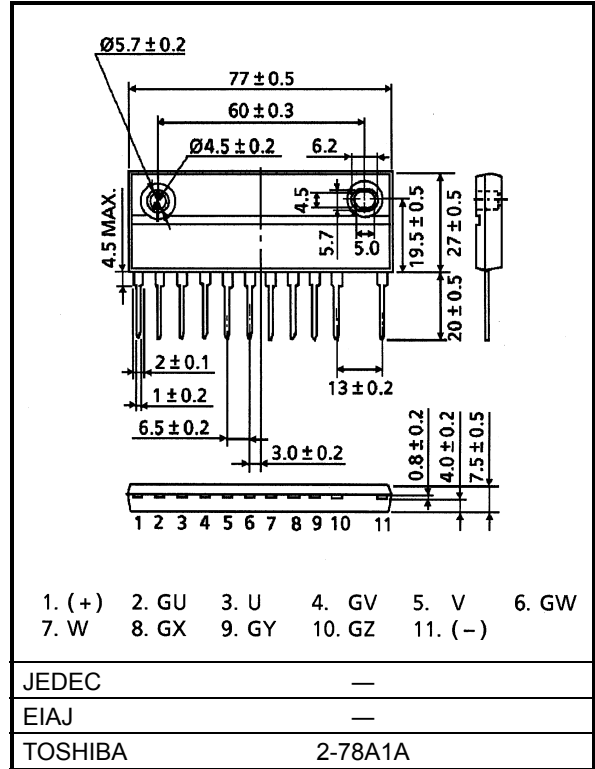 Ø5.7 ± 0.2
77 ± 0.5
60 ± 0.3
Ø4.5 ± 0.2
6.2
4.5 MAX.
4.5
5.7
5.0
19.5 ± 0.5
27 ± 0.5
20 ± 0.5
2 ± 0.1
1 ± 0.2
13 ± 0.2
6.5 ± 0.2
3.0 ± 0.2
0.8 ± 0.2
4.0 ± 0.2
7.5 ± 0.5
1 2 3 4 5 6 7 8 9 10 11
1. (+) 2. GU 3. U 4. GV 5. V 6. GW
7. W 8. GX 9. GY 10. GZ 11. (−)
JEDEC —
EIAJ —
TOSHIBA 2-78A1A